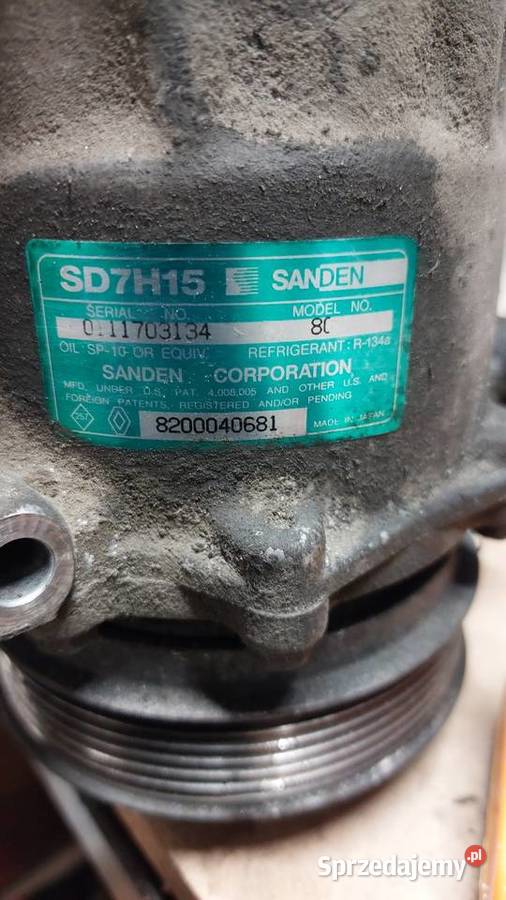 SD7H15 SANDEN
SERIAL NO. MODEL NO.
0111703134 80
OIL SP-10 OR EQUIV. REFRIGERANT: R-134a
SANDEN CORPORATION
MFD. UNDER U.S. PAT. 4,008,005 AND OTHER U.S. AND
FOREIGN PATENTS, REGISTERED AND/OR PENDING
257 8200040681 MADE IN JAPAN
Sprzedajemy.pl